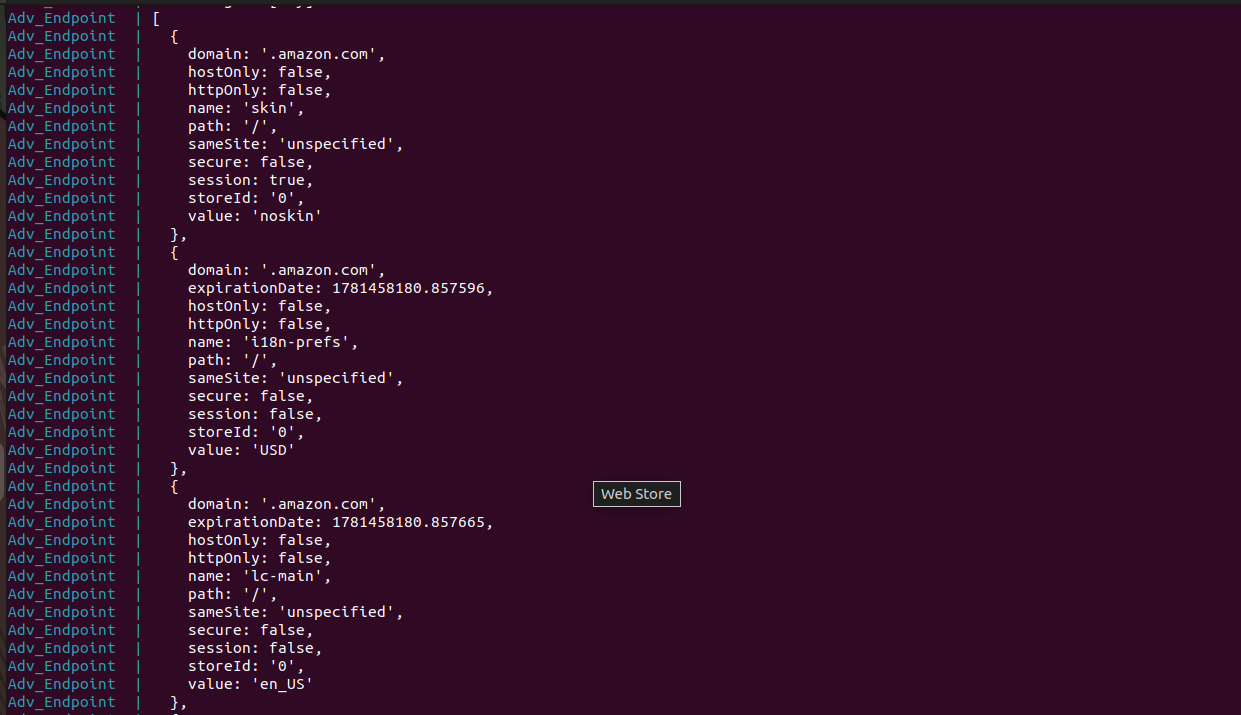 Adv_Endpoint  | [
Adv_Endpoint  |   {
Adv_Endpoint  |     domain: '.amazon.com',
Adv_Endpoint  |     hostOnly: false,
Adv_Endpoint  |     httpOnly: false,
Adv_Endpoint  |     name: 'skin',
Adv_Endpoint  |     path: '/',
Adv_Endpoint  |     sameSite: 'unspecified',
Adv_Endpoint  |     secure: false,
Adv_Endpoint  |     session: true,
Adv_Endpoint  |     storeId: '0',
Adv_Endpoint  |     value: 'noskin'
Adv_Endpoint  |   },
Adv_Endpoint  |   {
Adv_Endpoint  |     domain: '.amazon.com',
Adv_Endpoint  |     expirationDate: 1781458180.857596,
Adv_Endpoint  |     hostOnly: false,
Adv_Endpoint  |     httpOnly: false,
Adv_Endpoint  |     name: 'i18n-prefs',
Adv_Endpoint  |     path: '/',
Adv_Endpoint  |     sameSite: 'unspecified',
Adv_Endpoint  |     secure: false,
Adv_Endpoint  |     session: false,
Adv_Endpoint  |     storeId: '0',
Adv_Endpoint  |     value: 'USD'
Adv_Endpoint  |   },
Adv_Endpoint  |   {
Web Store
Adv_Endpoint  |     domain: '.amazon.com',
Adv_Endpoint  |     expirationDate: 1781458180.857665,
Adv_Endpoint  |     hostOnly: false,
Adv_Endpoint  |     httpOnly: false,
Adv_Endpoint  |     name: 'lc-main',
Adv_Endpoint  |     path: '/',
Adv_Endpoint  |     sameSite: 'unspecified',
Adv_Endpoint  |     secure: false,
Adv_Endpoint  |     session: false,
Adv_Endpoint  |     storeId: '0',
Adv_Endpoint  |     value: 'en_US'
Adv_Endpoint  |   },